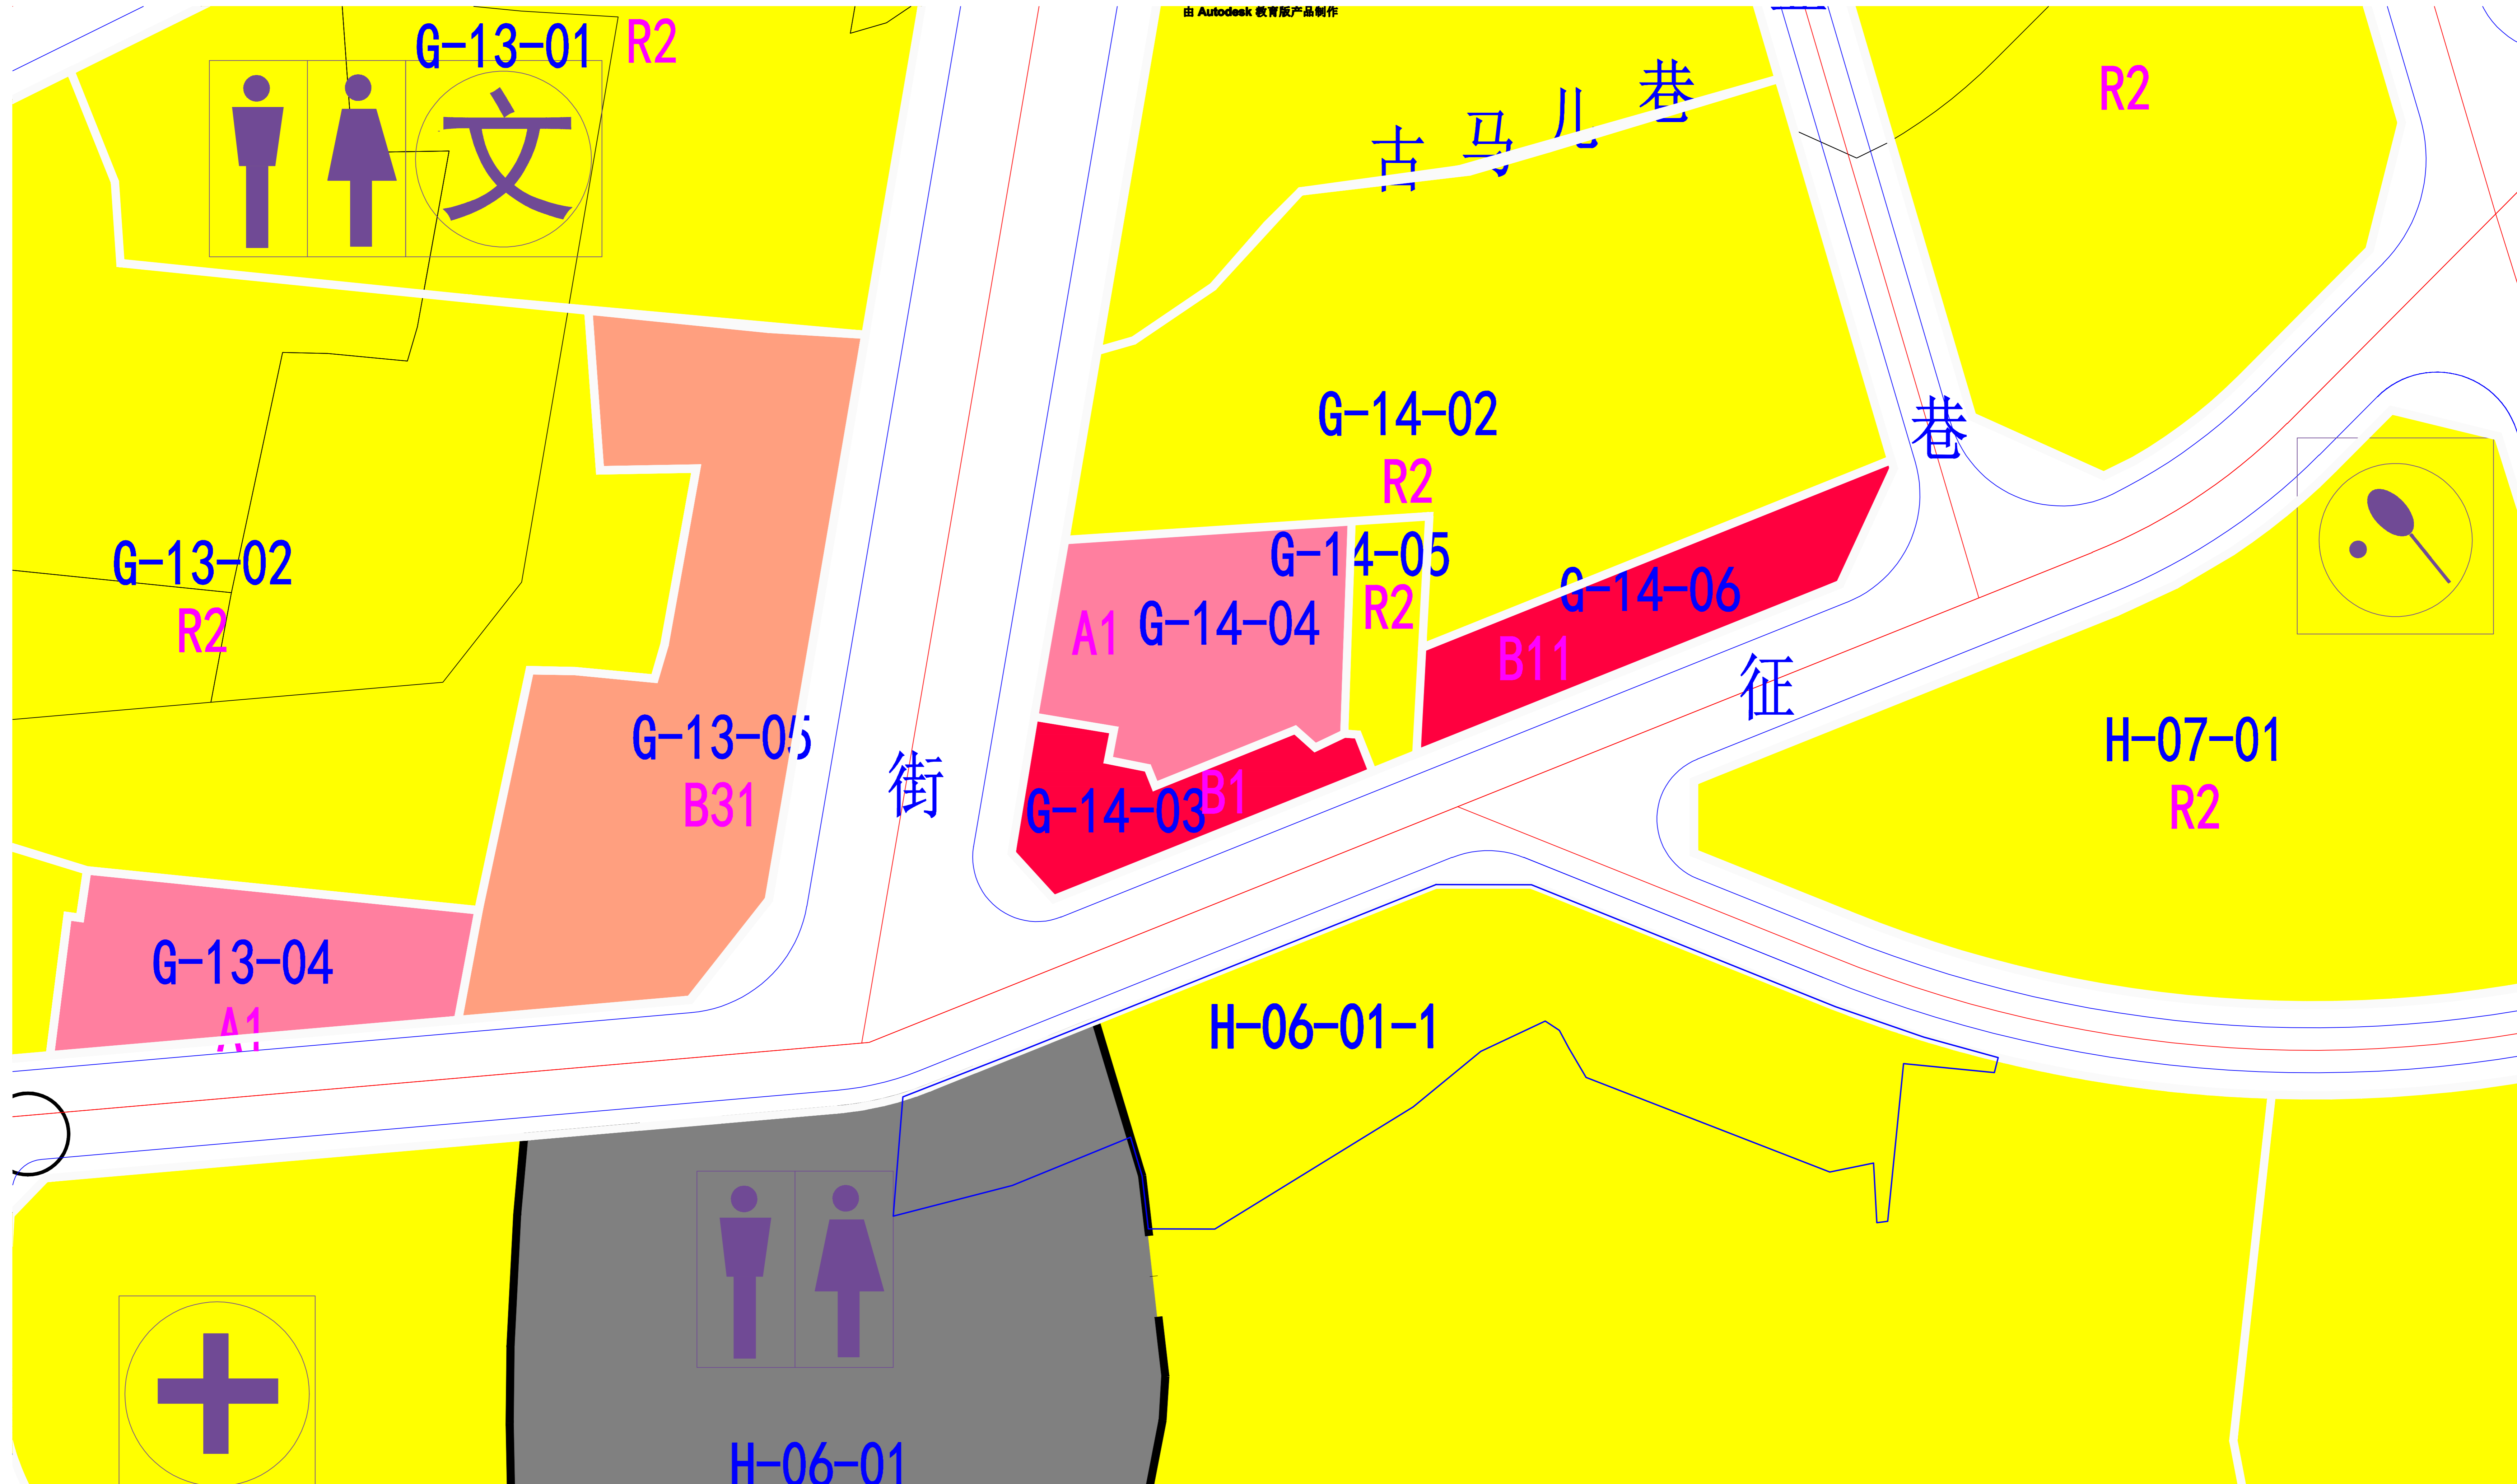 由 Autodesk 教育版产品制作
G-13-01
R2
文
古马儿巷
R2
G-14-02
R2
巷
G-13-02
R2
G-14-05
R2
G-14-04
A1
G-14-06
B11
征
G-13-05
B31
街
G-14-03
B1
H-07-01
R2
G-13-04
A1
H-06-01-1
H-06-01